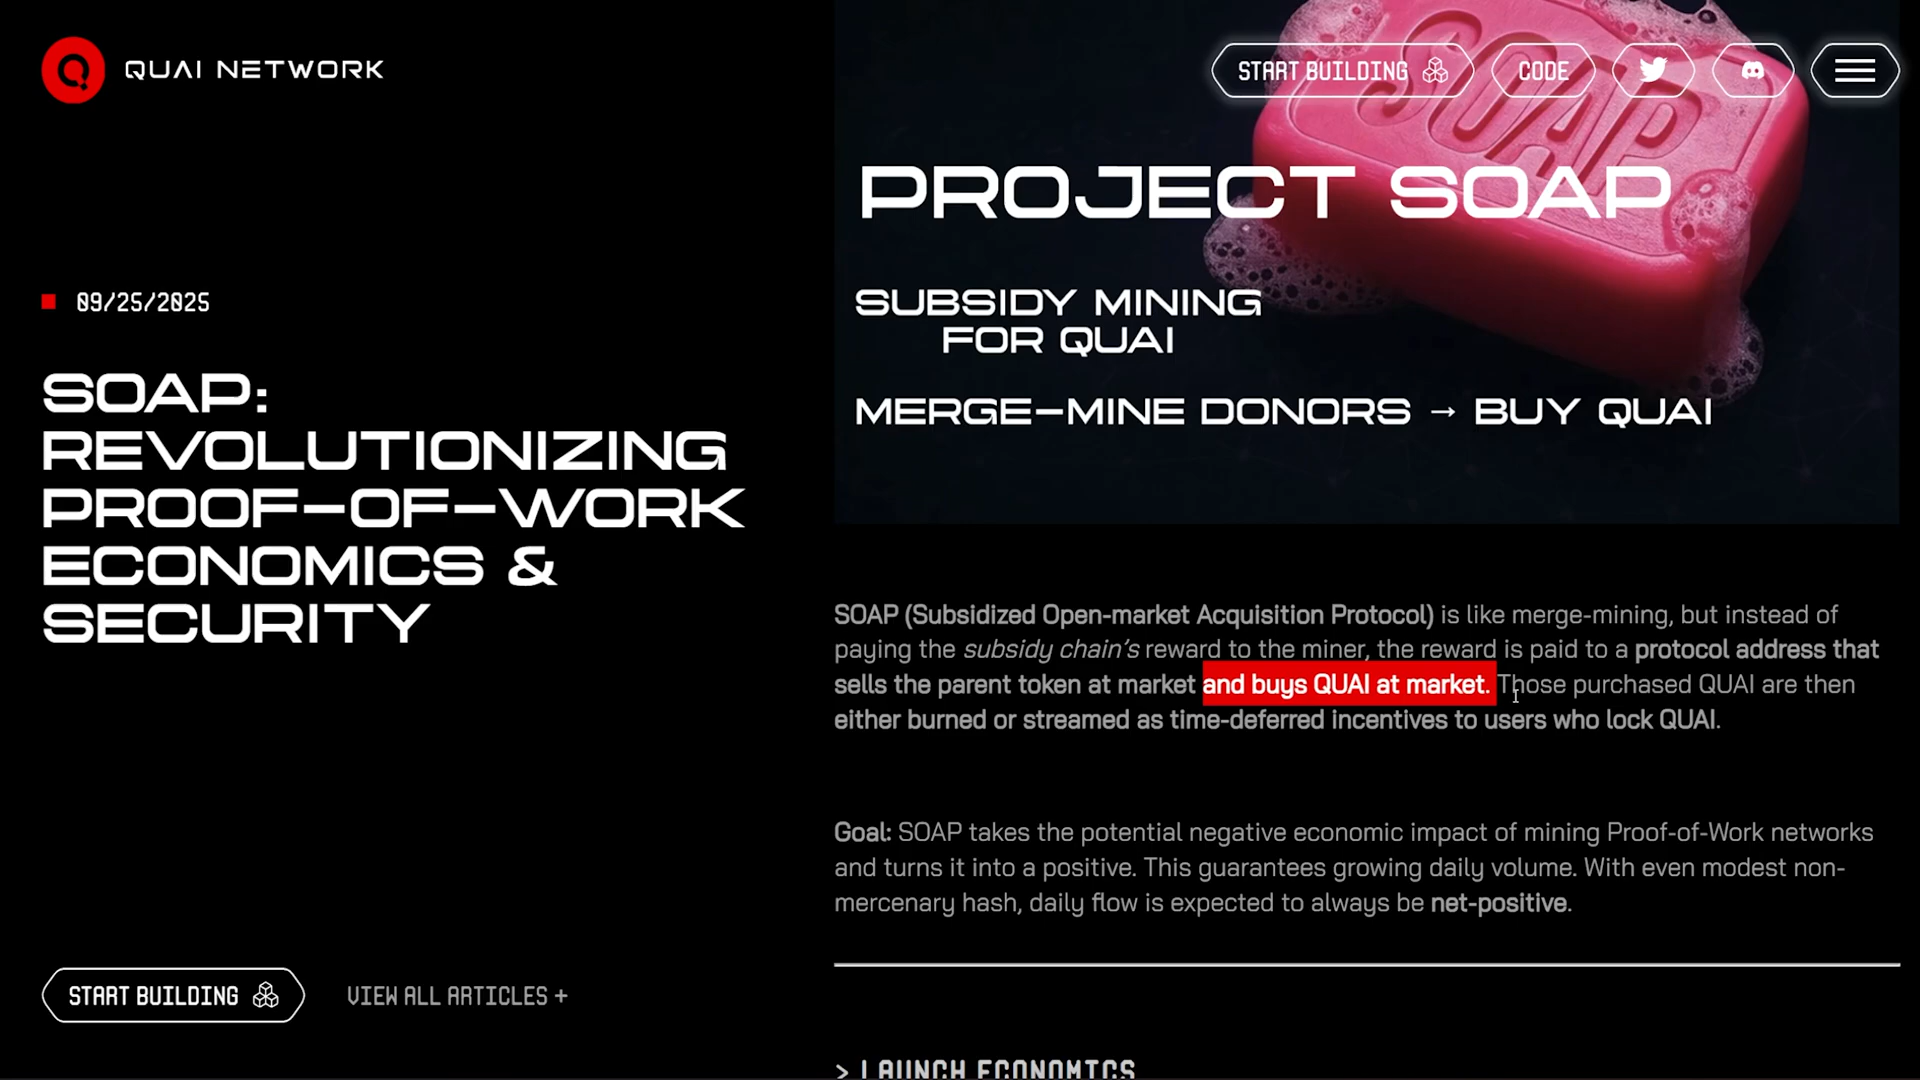 QUAI NETWORK
START BUILDING
CODE
SOAP
PROJECT SOAP
SUBSIDY MINING
FOR QUAI
MERGE-MINE DONORS → BUY QUAI
09/25/2025
SOAP:
REVOLUTIONIZING
PROOF-OF-WORK
ECONOMICS &
SECURITY
SOAP (Subsidized Open-market Acquisition Protocol) is like merge-mining, but instead of
paying the subsidy chain's reward to the miner, the reward is paid to a protocol address that
sells the parent token at market and buys QUAI at market. Those purchased QUAI are then
either burned or streamed as time-deferred incentives to users who lock QUAI.
Goal: SOAP takes the potential negative economic impact of mining Proof-of-Work networks
and turns it into a positive. This guarantees growing daily volume. With even modest non-
mercenary hash, daily flow is expected to always be net-positive.
START BUILDING
VIEW ALL ARTICLES +
> LAUNCH ECONOMICS